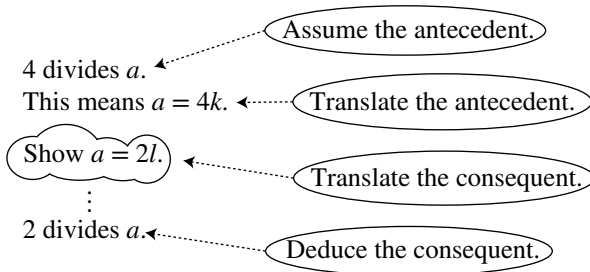 Assume the antecedent.
4 divides a.
This means a = 4k.
Translate the antecedent.
Show a = 2l.
Translate the consequent.
⋮
2 divides a.
Deduce the consequent.